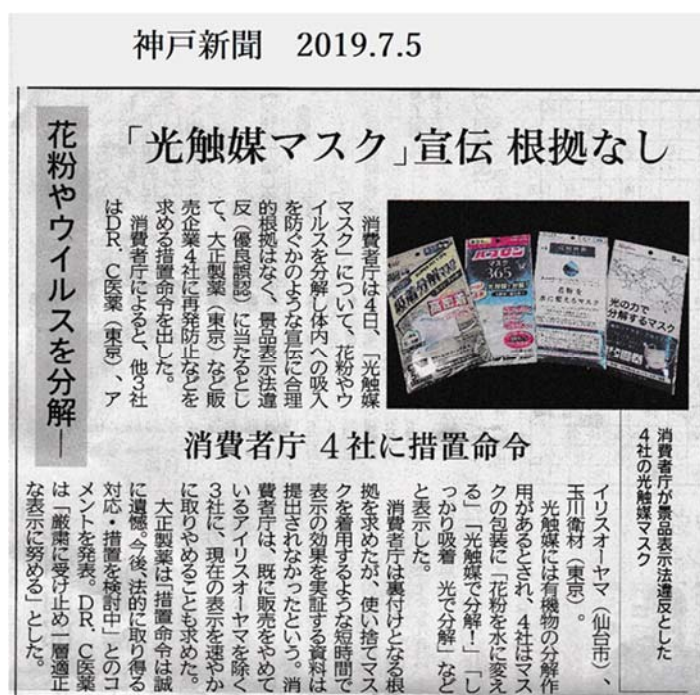 神戸新聞 2019.7.5
花粉やウイルスを分解―
「光触媒マスク」宣伝 根拠なし
消費者庁 4社に措置命令
消費者庁は4日、「光触媒
マスク」について、花粉やウ
イルスを分解し体内への吸入
を防ぐかのような宣伝に合理
的根拠はなく、景品表示法違
反(優良誤認)に当たるとし
て、大正製薬(東京)など販
売企業4社に再発防止などを
求める措置命令を出した。
消費者庁によると、他3社
はDR.C医薬(東京)、ア
イリスオーヤマ(仙台市)、
玉川衛材(東京)。
光触媒には有機物の分解作
用があるとされ、4社はマス
クの包装に「花粉を水に変え
る」「光触媒で分解!」「し
っかり吸着 光で分解」など
と表示した。
消費者庁は裏付けとなる根
拠を求めたが、使い捨てマス
クを着用するような短時間で
表示の効果を実証する資料は
提出されなかったという。消
費者庁は、既に販売をやめて
いるアイリスオーヤマを除く
3社に、現在の表示を速やか
に取りやめることも求めた。
大正製薬は「措置命令は誠
に遺憾。今後、法的に取り得る
対応・措置を検討中」とのコ
メントを発表。DR.C医薬
は「厳粛に受け止め一層適正
な表示に努める」とした。
消費者庁が景品表示法違反とした
4社の光触媒マスク
吸着分解マスク
パブロン
マスク
365
花粉を
水に変えるマスク
光の力で
分解するマスク